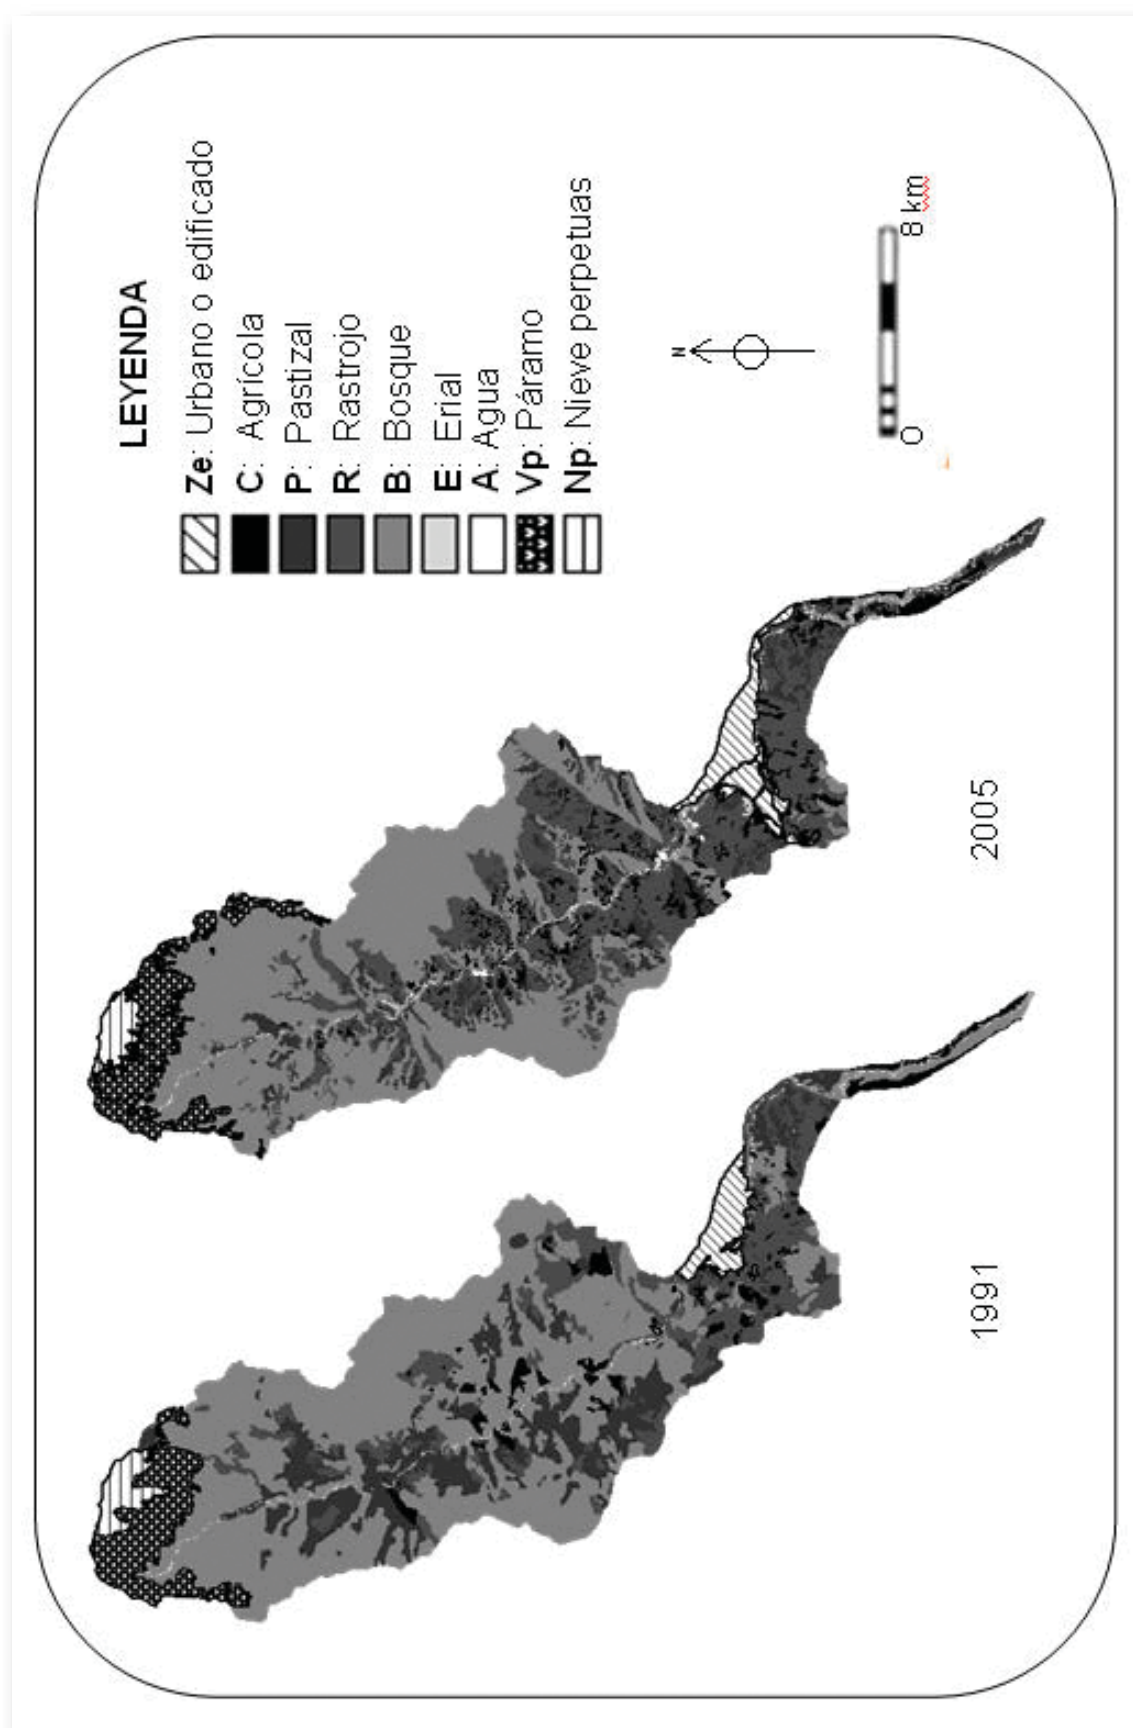 LEYENDA
Ze: Urbano o edificado
C: Agrícola
P: Pastizal
R: Rastrojo
B: Bosque
E: Erial
A: Agua
Vp: Páramo
Np: Nieve perpetuas
N
0 8 km
1991 2005